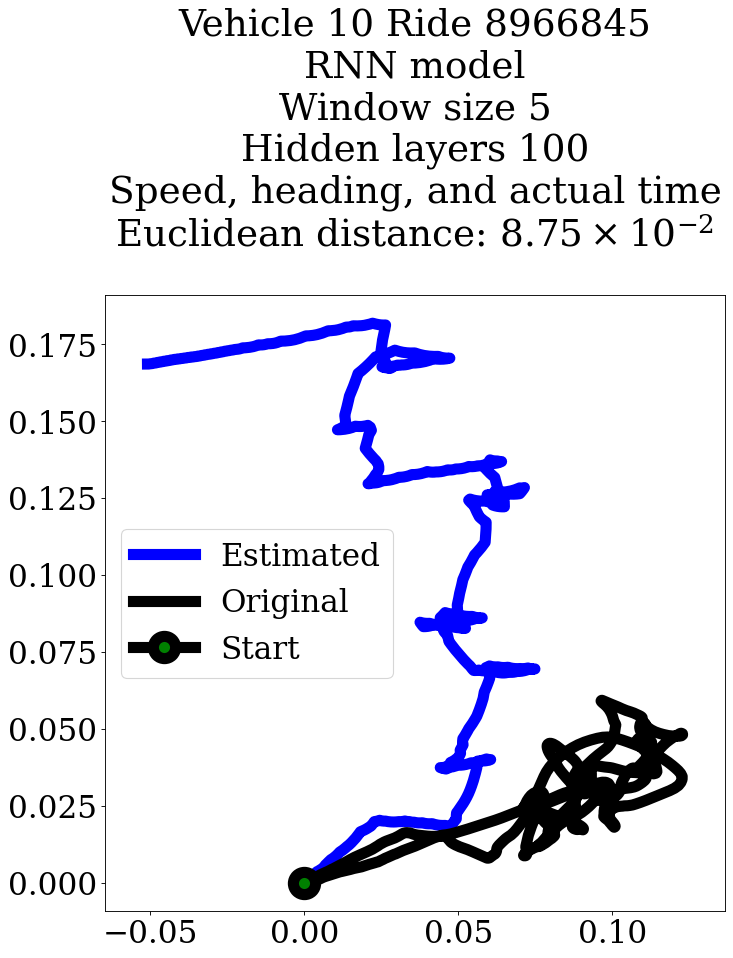 Vehicle 10 Ride 8966845
RNN model
Window size 5
Hidden layers 100
Speed, heading, and actual time
Euclidean distance: 8.75 × 10⁻²
0.175
0.150
0.125
0.100
0.075
0.050
0.025
0.000
Estimated
Original
Start
−0.05
0.00
0.05
0.10